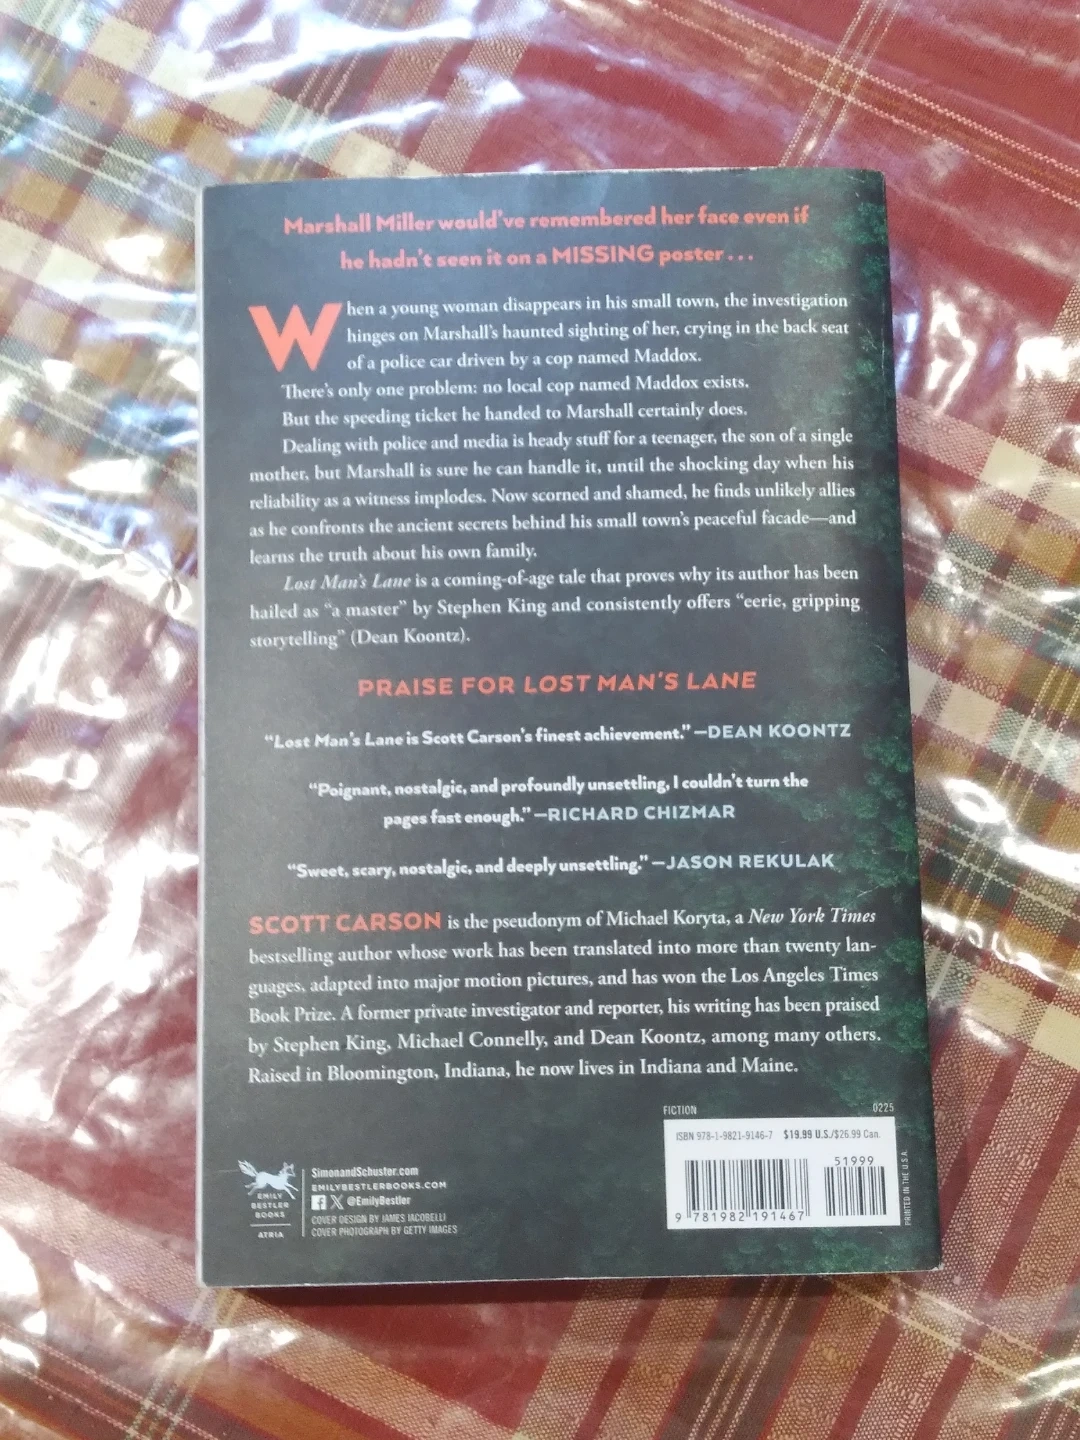 Marshall Miller would've remembered her face even if
he hadn't seen it on a MISSING poster . . .
When a young woman disappears in his small town, the investigation
hinges on Marshall's haunted sighting of her, crying in the back seat
of a police car driven by a cop named Maddox.
There's only one problem: no local cop named Maddox exists.
But the speeding ticket he handed to Marshall certainly does.
Dealing with police and media is heady stuff for a teenager, the son of a single
mother, but Marshall is sure he can handle it, until the shocking day when his
reliability as a witness implodes. Now scorned and shamed, he finds unlikely allies
as he confronts the ancient secrets behind his small town's peaceful facade—and
learns the truth about his own family.
Lost Man's Lane is a coming-of-age tale that proves why its author has been
hailed as “a master” by Stephen King and consistently offers “eerie, gripping
storytelling” (Dean Koontz).
PRAISE FOR LOST MAN'S LANE
“Lost Man's Lane is Scott Carson's finest achievement.” —DEAN KOONTZ
“Poignant, nostalgic, and profoundly unsettling, I couldn't turn the
pages fast enough.” —RICHARD CHIZMAR
“Sweet, scary, nostalgic, and deeply unsettling.” —JASON REKULAK
SCOTT CARSON is the pseudonym of Michael Koryta, a New York Times
bestselling author whose work has been translated into more than twenty lan-
guages, adapted into major motion pictures, and has won the Los Angeles Times
Book Prize. A former private investigator and reporter, his writing has been praised
by Stephen King, Michael Connelly, and Dean Koontz, among many others.
Raised in Bloomington, Indiana, he now lives in Indiana and Maine.
FICTION 0225
ISBN 978-1-9821-9146-7 $19.99 U.S./$26.99 Can.
51999
9 781982 191467
PRINTED IN THE U.S.A.
EMILY
BESTLER
BOOKS
ATRIA
SimonandSchuster.com
EMILYBESTLERBOOKS.COM
@EmilyBestler
COVER DESIGN BY JAMES IACOBELLI
COVER PHOTOGRAPH BY GETTY IMAGES